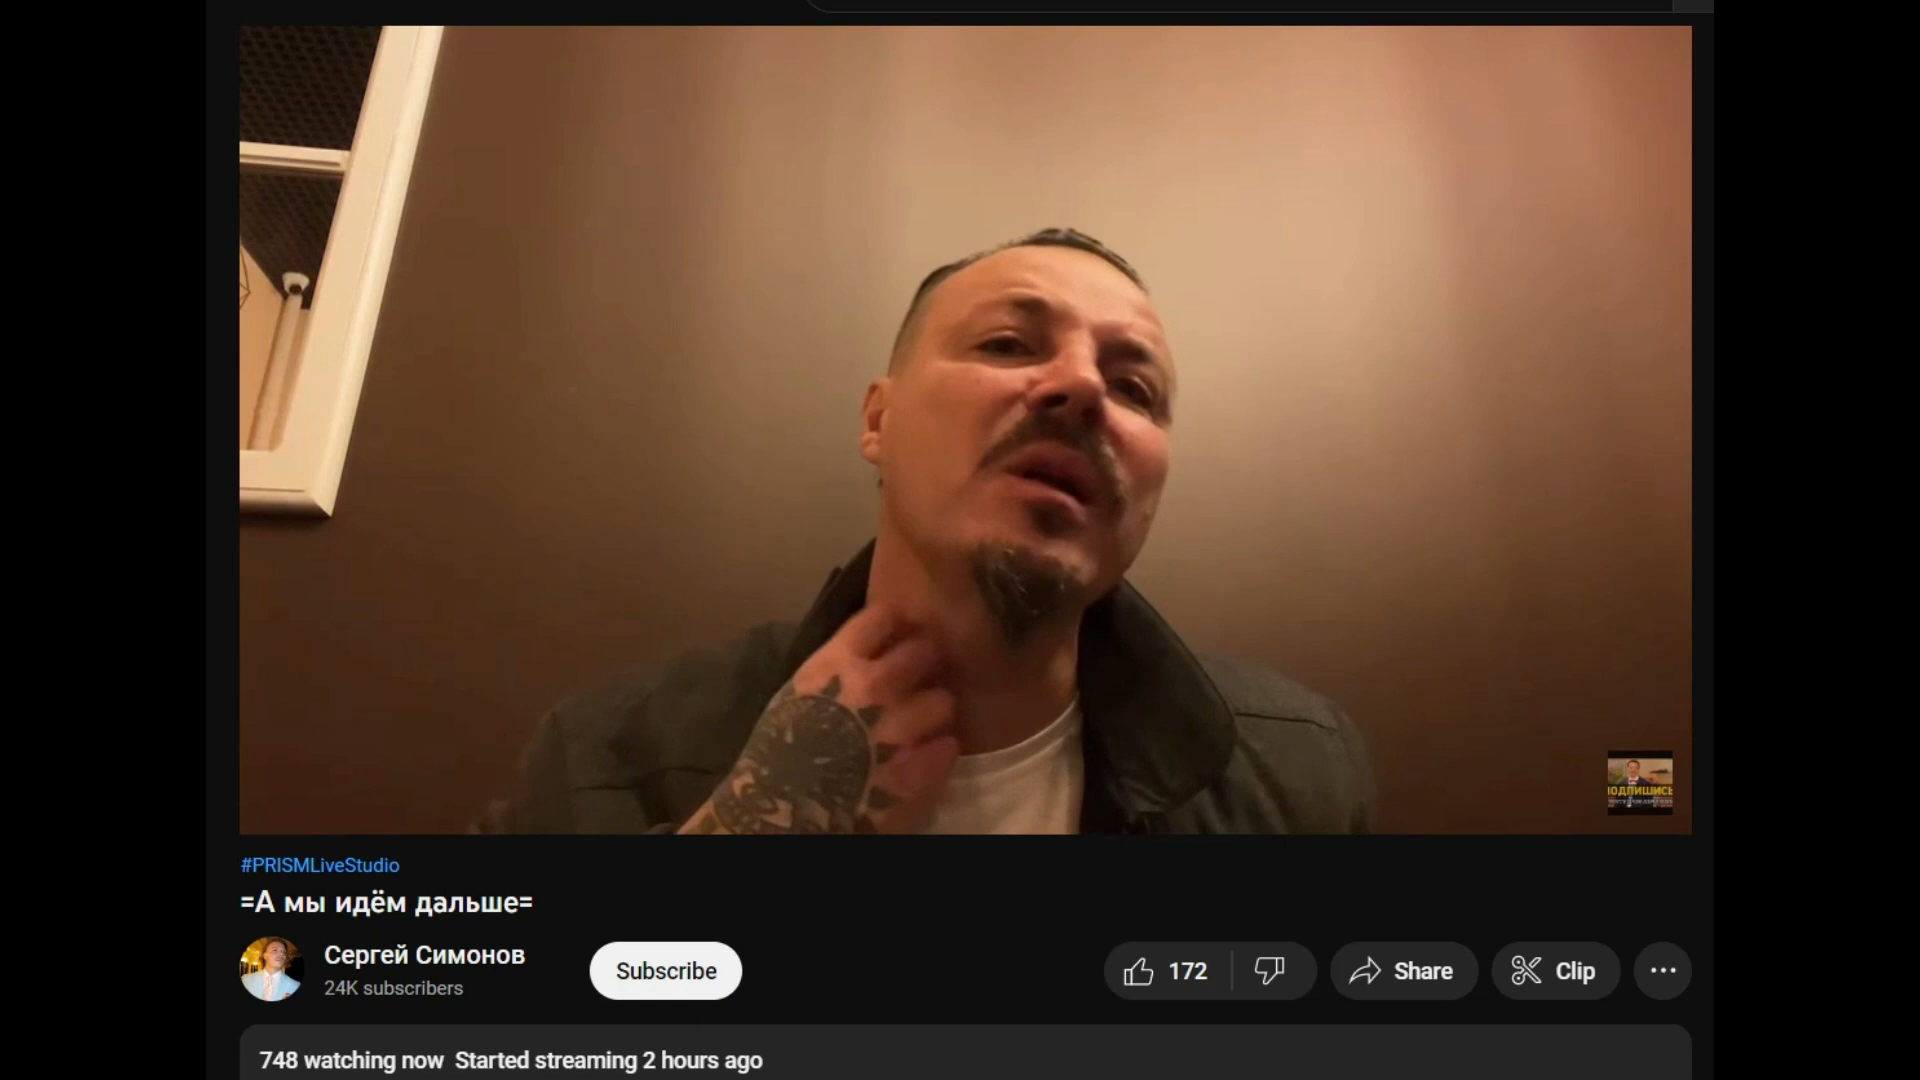 ПОДПИШИСЬ
#PRISMLiveStudio
=А мы идём дальше=
Сергей Симонов
24K subscribers
Subscribe
172
Share
Clip
748 watching now Started streaming 2 hours ago